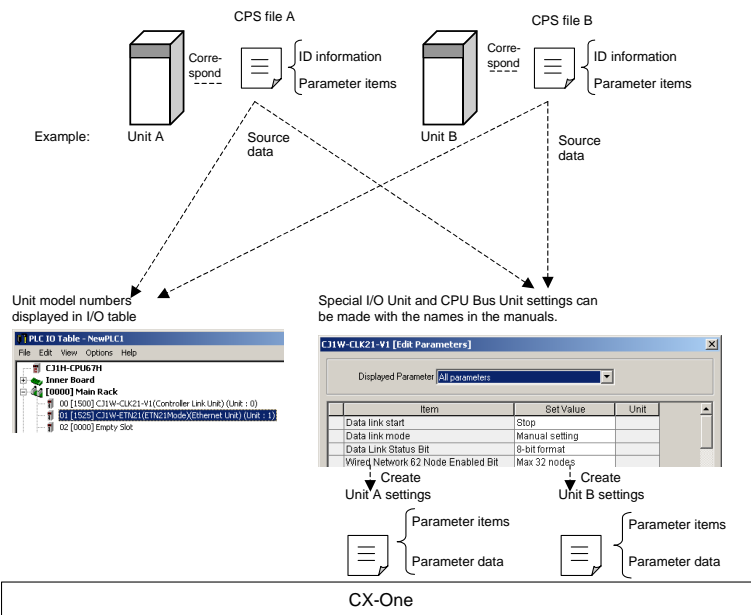 CPS file A
CPS file B
Corre-
spond
ID information
Parameter items
Corre-
spond
ID information
Parameter items
Example:
Unit A
Source
data
Unit B
Source
data
Unit model numbers
displayed in I/O table
Special I/O Unit and CPU Bus Unit settings can
be made with the names in the manuals.
PLC IO Table - NewPLC1
File Edit View Options Help
CJ1H-CPU67H
Inner Board
[0000] Main Rack
00 [1500] CJ1W-CLK21-V1(Controller Link Unit) (Unit : 0)
01 [1525] CJ1W-ETN21(ETN21Mode)(Ethernet Unit) (Unit : 1)
02 [0000] Empty Slot
CJ1W-CLK21-V1 [Edit Parameters]
Displayed Parameter All parameters
Item Set Value Unit
Data link start Stop
Data link mode Manual setting
Data Link Status Bit 8-bit format
Wired Network 62 Node Enabled Bit Max 32 nodes
Create
Unit A settings
Create
Unit B settings
Parameter items
Parameter data
Parameter items
Parameter data
CX-One